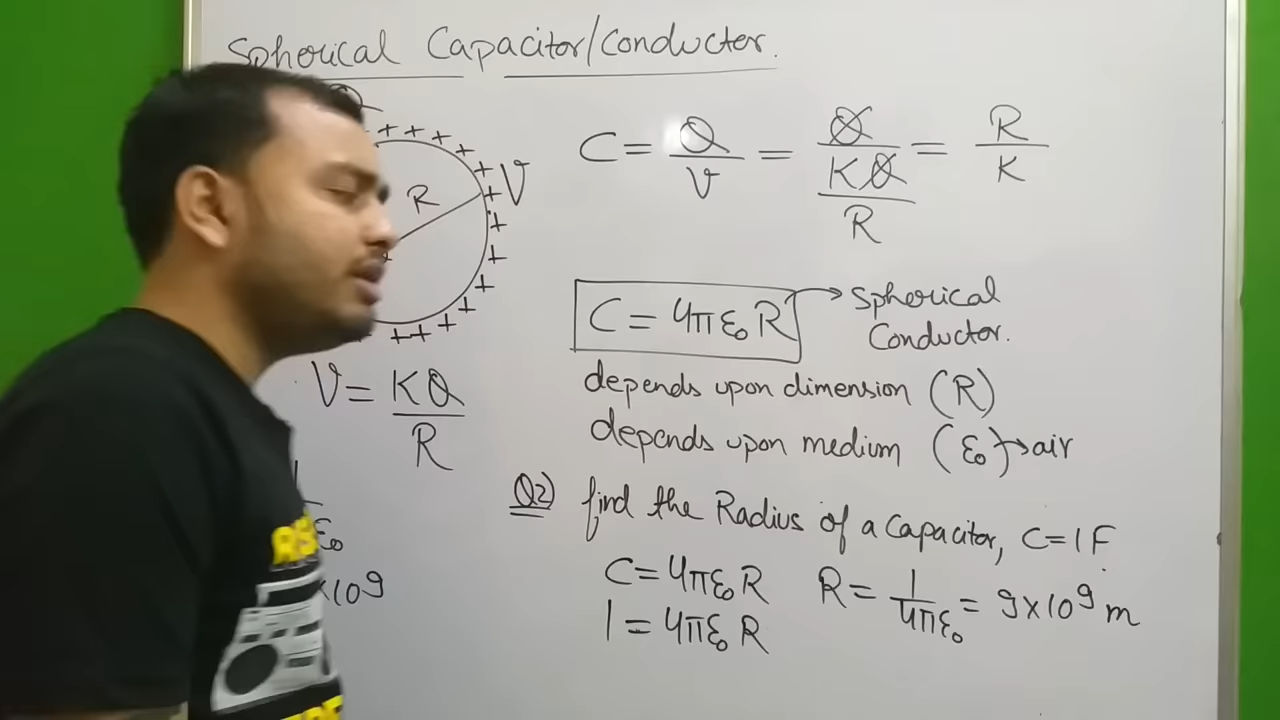 Spherical Capacitor/Conductor.
Q
+ + + + + + + + + + + + + + +
R
V
C = Q/V = Q/(KQ/R) = R/K
C = 4πε₀R → Spherical Conductor.
V = KQ/R
depends upon dimension (R)
depends upon medium (ε₀) → air
Q2) find the Radius of a capacitor, C=1F.
ε₀
×10⁹
C = 4πε₀R R = 1/4πε₀ = 9×10⁹ m
1 = 4πε₀R